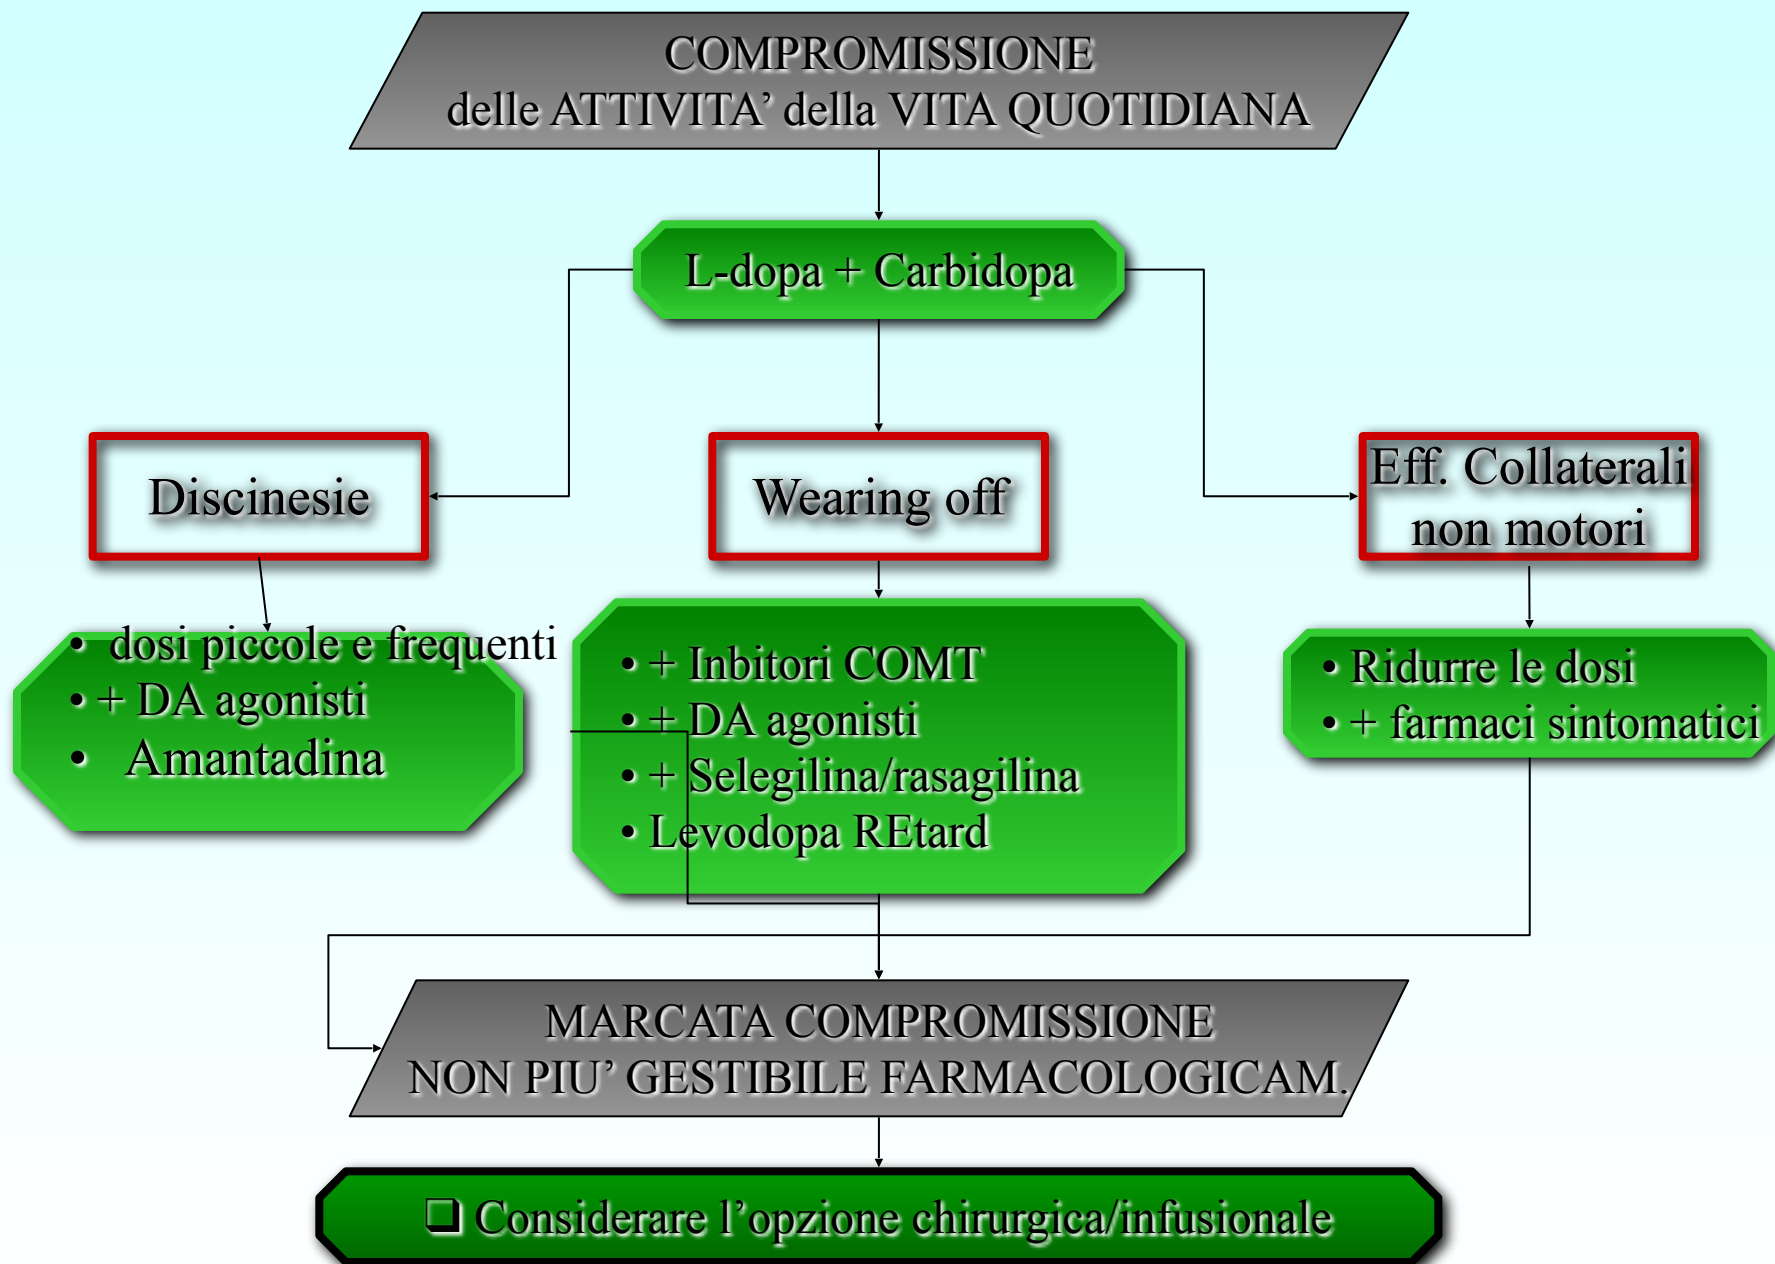 COMPROMISSIONE
delle ATTIVITA’ della VITA QUOTIDIANA
L-dopa + Carbidopa
Discinesie
Wearing off
Eff. Collaterali
non motori
• dosi piccole e frequenti
• + DA agonisti
• Amantadina
• + Inbitori COMT
• + DA agonisti
• + Selegilina/rasagilina
• Levodopa REtard
• Ridurre le dosi
• + farmaci sintomatici
MARCATA COMPROMISSIONE
NON PIU’ GESTIBILE FARMACOLOGICAM.
❑ Considerare l’opzione chirurgica/infusionale